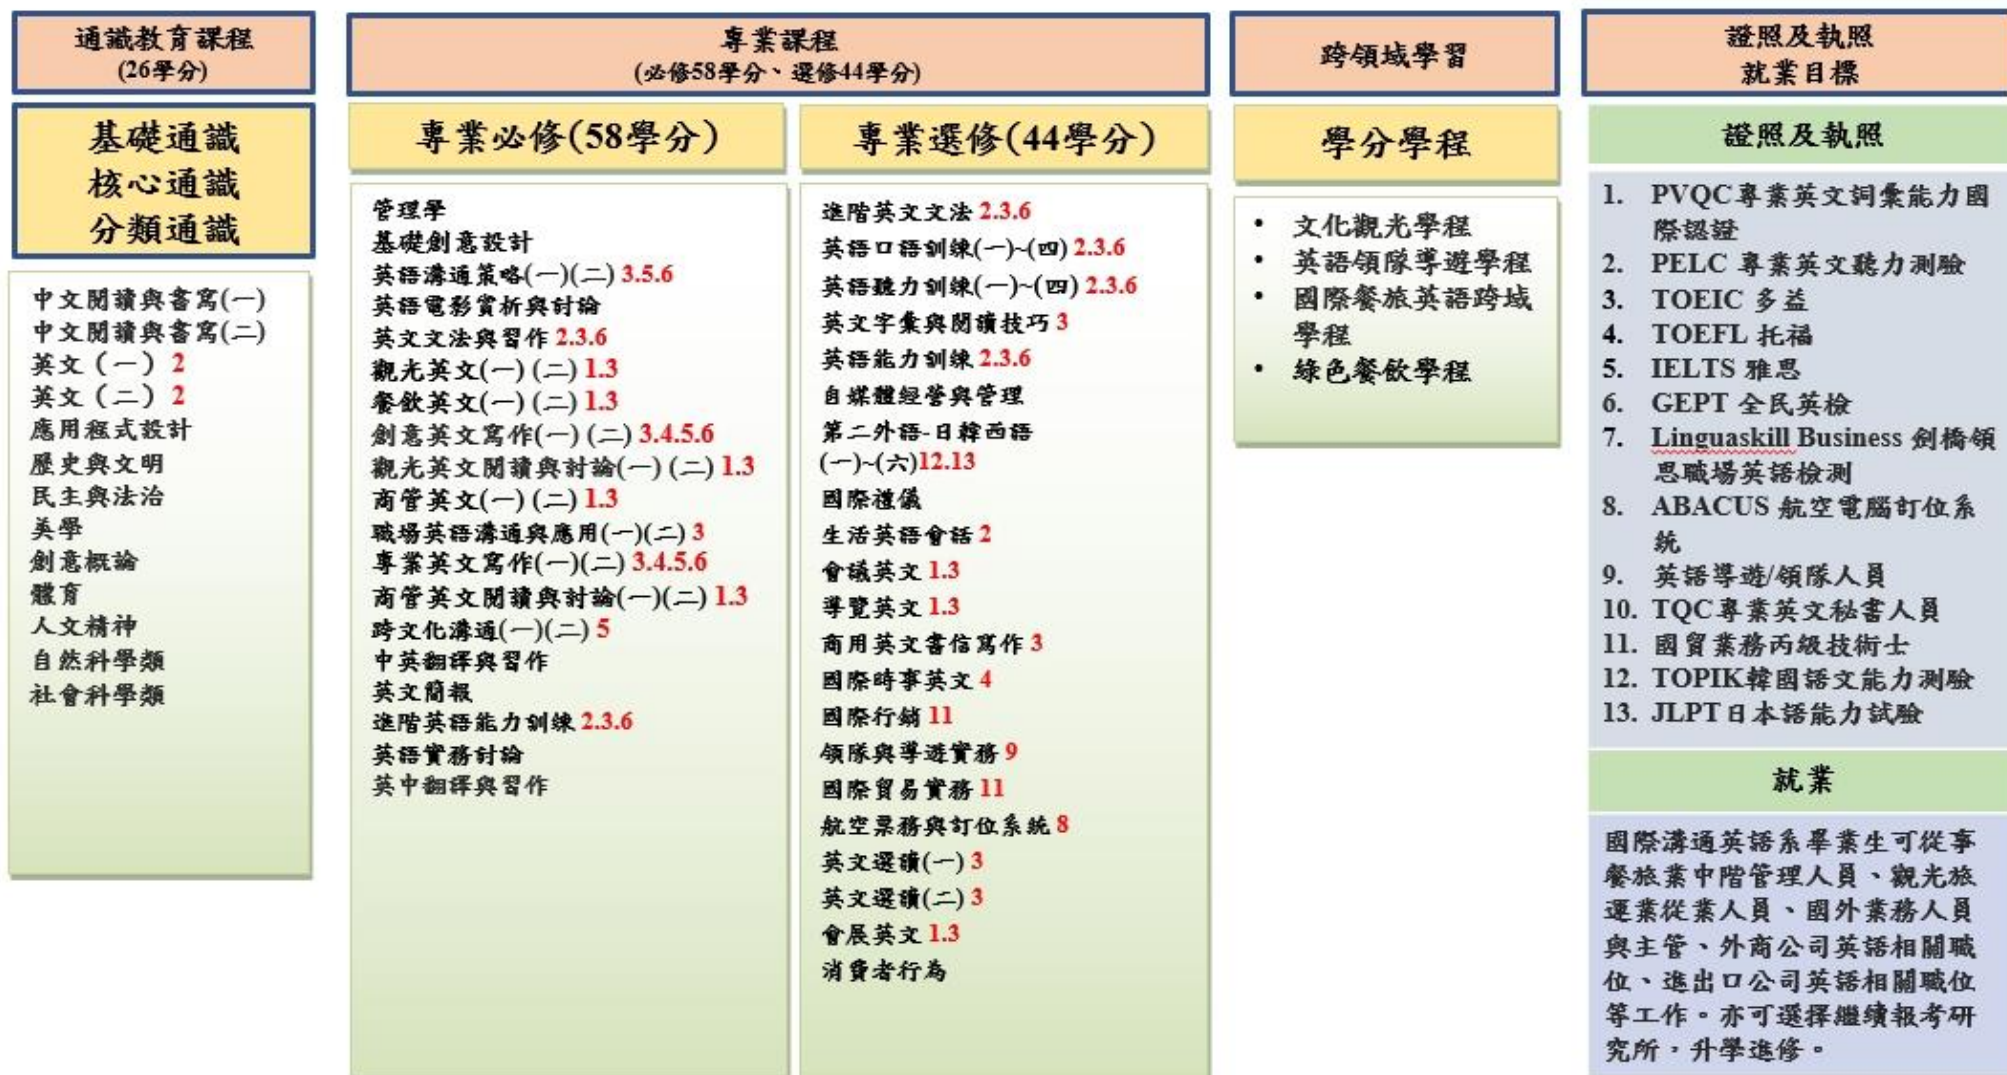 通識教育課程
(26學分)
基礎通識
核心通識
分類通識
中文閱讀與書寫(一)
中文閱讀與書寫(二)
英文（一）2
英文（二）2
應用程式設計
歷史與文明
民主與法治
美學
創意概論
體育
人文精神
自然科學類
社會科學類
專業課程
(必修58學分、選修44學分)
專業必修(58學分)
管理學
基礎創意設計
英語溝通策略(一)(二) 3.5.6
英語電影賞析與討論
英文文法與習作 2.3.6
觀光英文(一) (二) 1.3
餐飲英文(一) (二) 1.3
創意英文寫作(一) (二) 3.4.5.6
觀光英文閱讀與討論(一) (二) 1.3
商管英文(一) (二) 1.3
職場英語溝通與應用(一)(二) 3
專業英文寫作(一)(二) 3.4.5.6
商管英文閱讀與討論(一)(二) 1.3
跨文化溝通(一)(二) 5
中英翻譯與習作
英文簡報
進階英語能力訓練 2.3.6
英語實務討論
英中翻譯與習作
專業選修(44學分)
進階英文文法 2.3.6
英語口語訓練(一)~(四) 2.3.6
英語聽力訓練(一)~(四) 2.3.6
英文字彙與閱讀技巧 3
英語能力訓練 2.3.6
自媒體經營與管理
第二外語-日韓西語
(一)~(六)12.13
國際禮儀
生活英語會話 2
會議英文 1.3
導覽英文 1.3
商用英文書信寫作 3
國際時事英文 4
國際行銷 11
領隊與導遊實務 9
國際貿易實務 11
航空票務與訂位系統 8
英文選讀(一) 3
英文選讀(二) 3
會展英文 1.3
消費者行為
跨領域學習
學分學程
• 文化觀光學程
• 英語領隊導遊學程
• 國際餐旅英語跨域
學程
• 綠色餐飲學程
證照及執照
就業目標
證照及執照
1. PVQC專業英文詞彙能力國
際認證
2. PELC 專業英文聽力測驗
3. TOEIC 多益
4. TOEFL 托福
5. IELTS 雅思
6. GEPT 全民英檢
7. Linguaskill Business 劍橋領
思職場英語檢測
8. ABACUS 航空電腦訂位系
統
9. 英語導遊/領隊人員
10. TQC專業英文秘書人員
11. 國貿業務丙級技術士
12. TOPIK韓國語文能力測驗
13. JLPT日本語能力試驗
就業
國際溝通英語系畢業生可從事
餐旅業中階管理人員、觀光旅
運業從業人員、國外業務人員
與主管、外商公司英語相關職
位、進出口公司英語相關職位
等工作。亦可選擇繼續報考研
究所，升學進修。